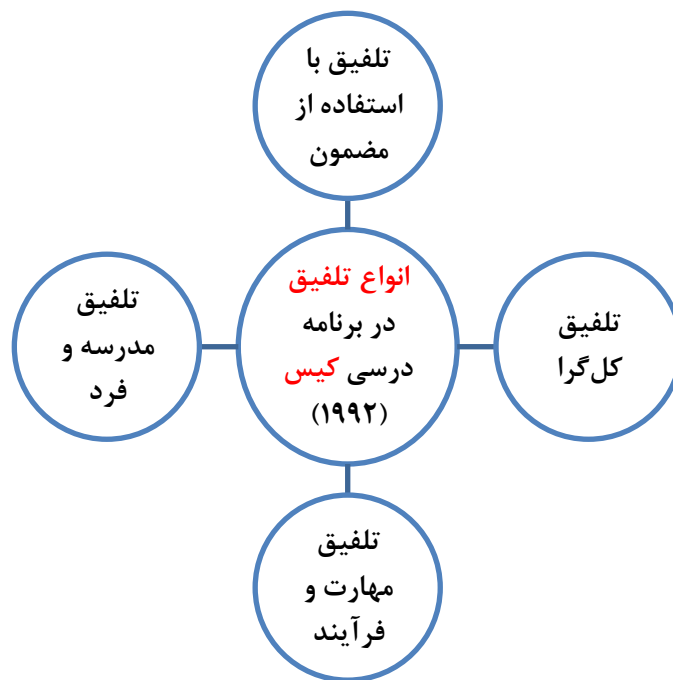 تلفیق با
استفاده از
مضمون
انواع تلفیق
در برنامه
درسی کیس
(۱۹۹۲)
تلفیق
کل‌گرا
تلفیق
مهارت و
فرآیند
تلفیق
مدرسه و
فرد